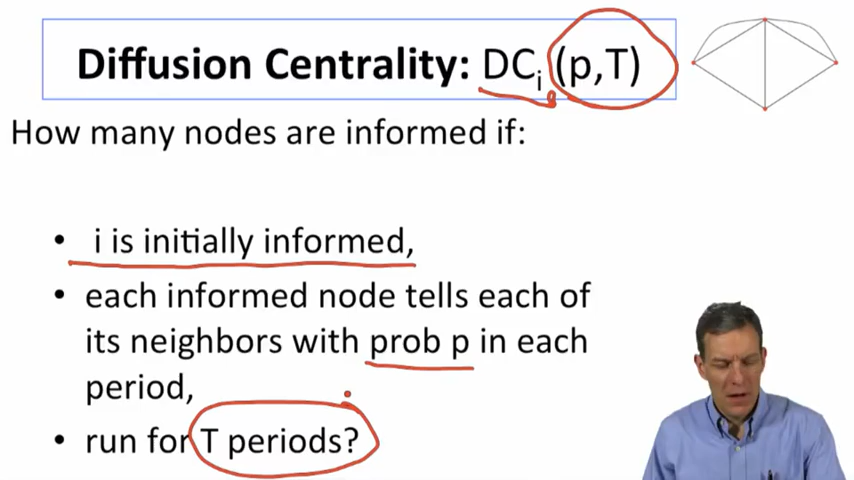 Diffusion Centrality: DCi (p,T)
How many nodes are informed if:
• i is initially informed,
• each informed node tells each of
its neighbors with prob p in each
period,
• run for T periods?